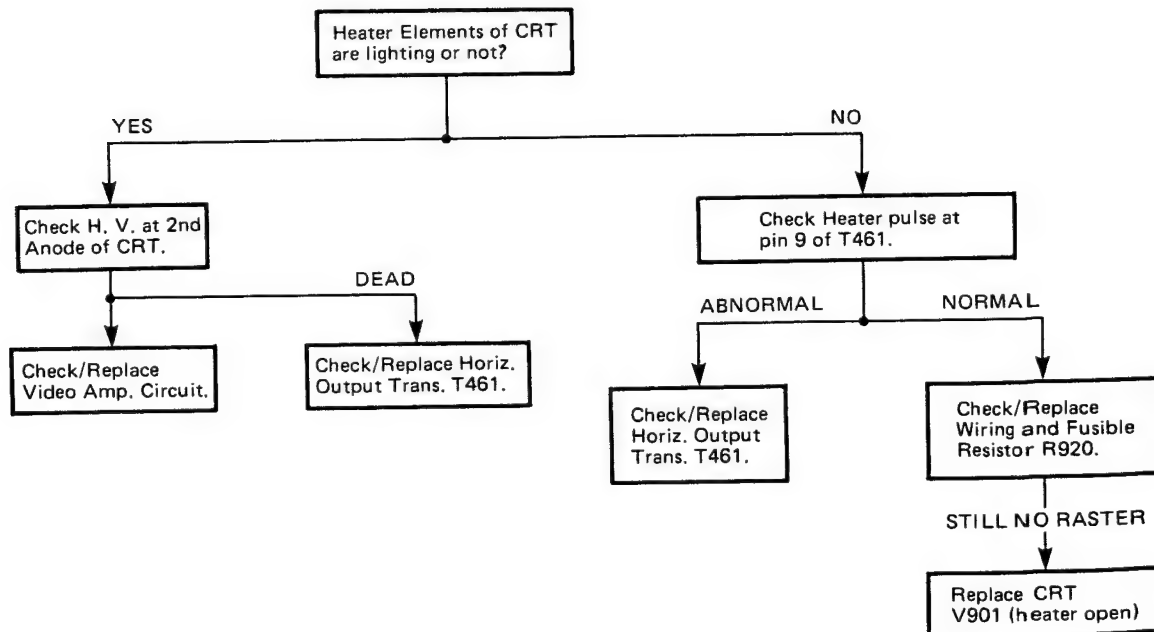 Heater Elements of CRT
are lighting or not?
YES
NO
Check H. V. at 2nd
Anode of CRT.
Check Heater pulse at
pin 9 of T461.
DEAD
ABNORMAL
NORMAL
Check/Replace
Video Amp. Circuit.
Check/Replace Horiz.
Output Trans. T461.
Check/Replace
Horiz. Output
Trans. T461.
Check/Replace
Wiring and Fusible
Resistor R920.
STILL NO RASTER
Replace CRT
V901 (heater open)